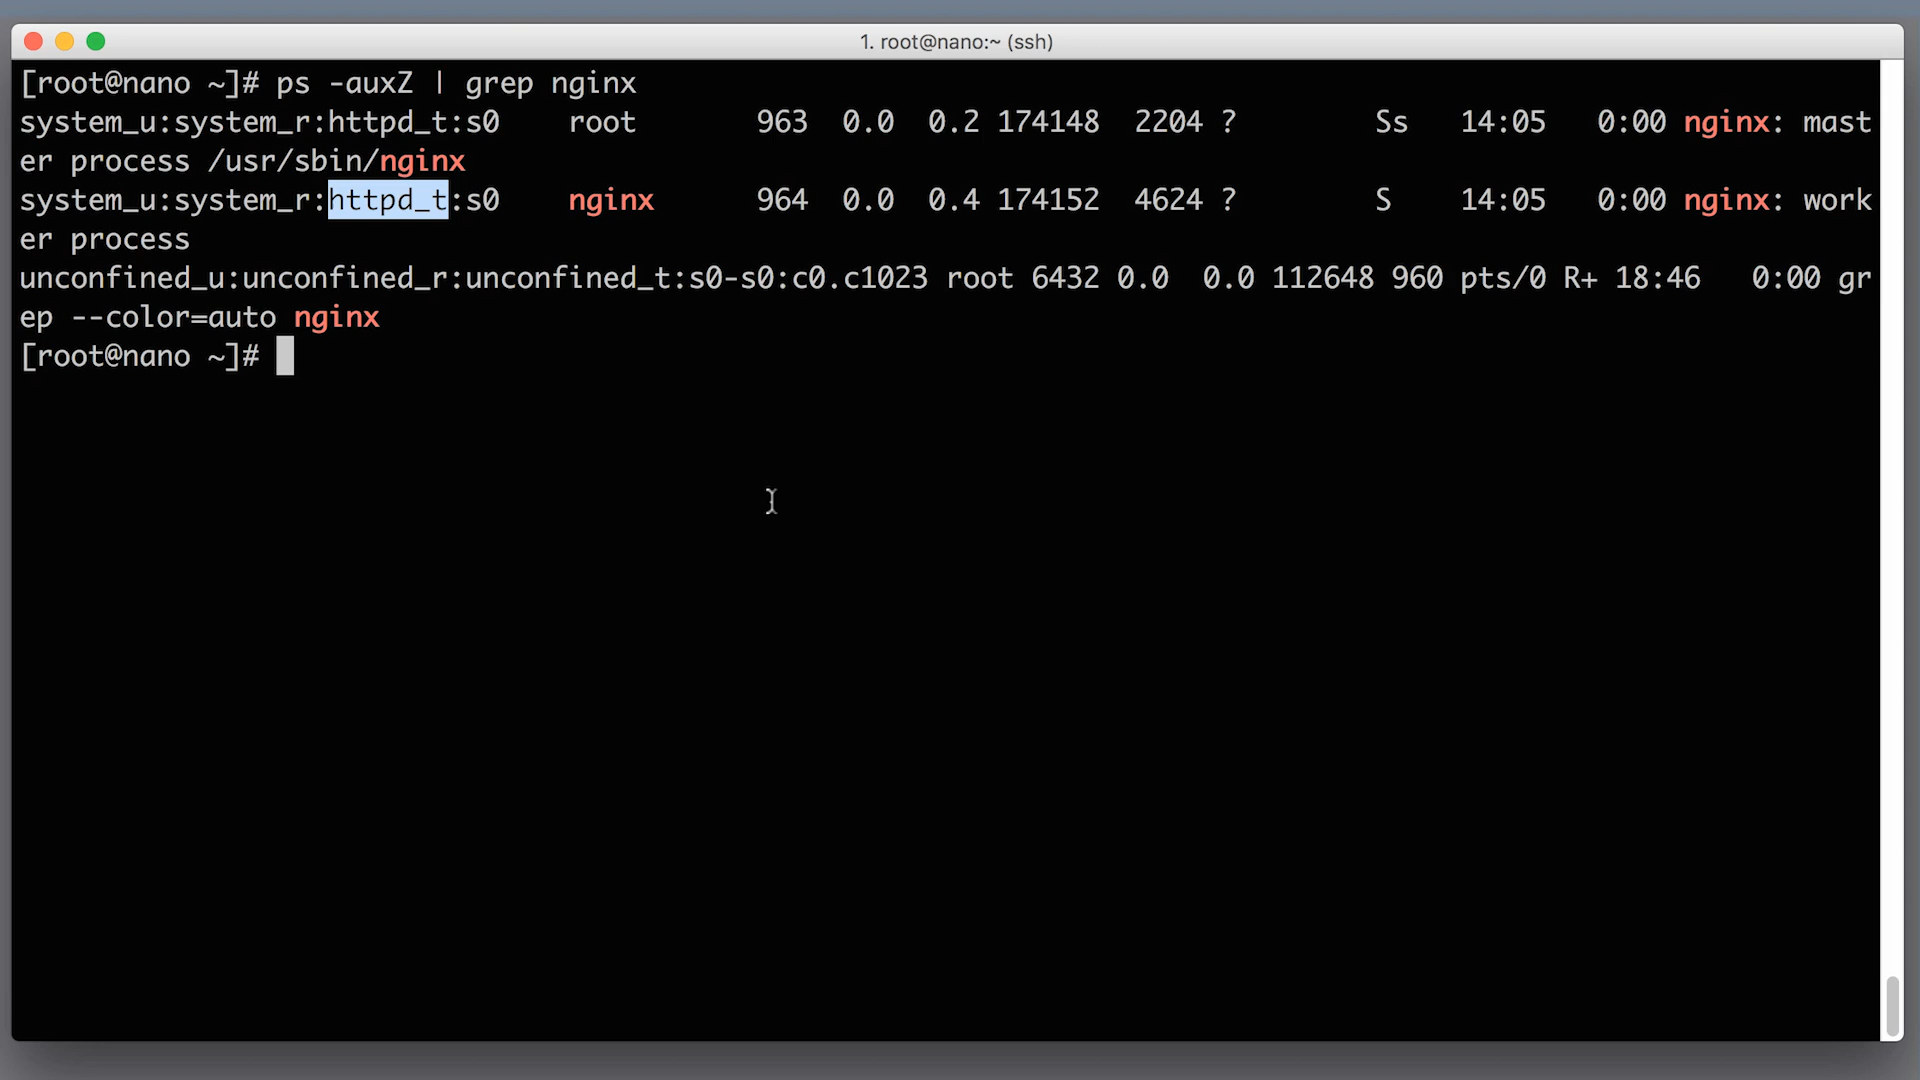 1. root@nano:~ (ssh)
[root@nano ~]# ps -auxZ | grep nginx
system_u:system_r:httpd_t:s0    root       963  0.0  0.2 174148  2204 ?        Ss   14:05   0:00 nginx: mast
er process /usr/sbin/nginx
system_u:system_r:httpd_t:s0    nginx      964  0.0  0.4 174152  4624 ?        S    14:05   0:00 nginx: work
er process
unconfined_u:unconfined_r:unconfined_t:s0-s0:c0.c1023 root 6432 0.0  0.0 112648 960 pts/0 R+ 18:46   0:00 gr
ep --color=auto nginx
[root@nano ~]#